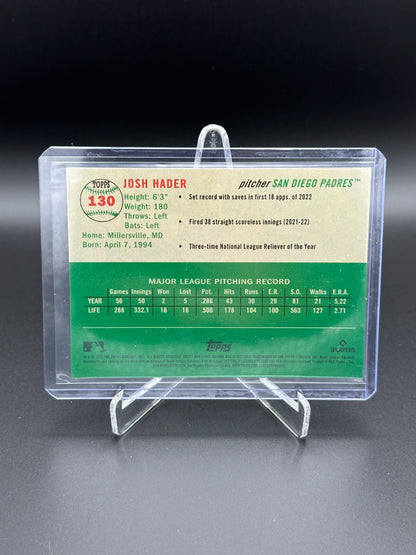 TOPPS
130
JOSH HADER
Height: 6'3"
Weight: 180
Throws: Left
Bats: Left
Home: Millersville, MD
Born: April 7, 1994
pitcher SAN DIEGO PADRES™
• Set record with saves in first 18 apps. of 2022
• Fired 38 straight scoreless innings (2021-22)
• Three-time National League Reliever of the Year
MAJOR LEAGUE PITCHING RECORD
Games Innings Won Lost Pct. Hits Runs E.R. S.O. Walks E.R.A.
YEAR 56 50 2 5 .286 43 30 29 81 21 5.22
LIFE 288 332.1 18 18 .500 178 104 100 563 127 2.71
Topps
PLAYERS